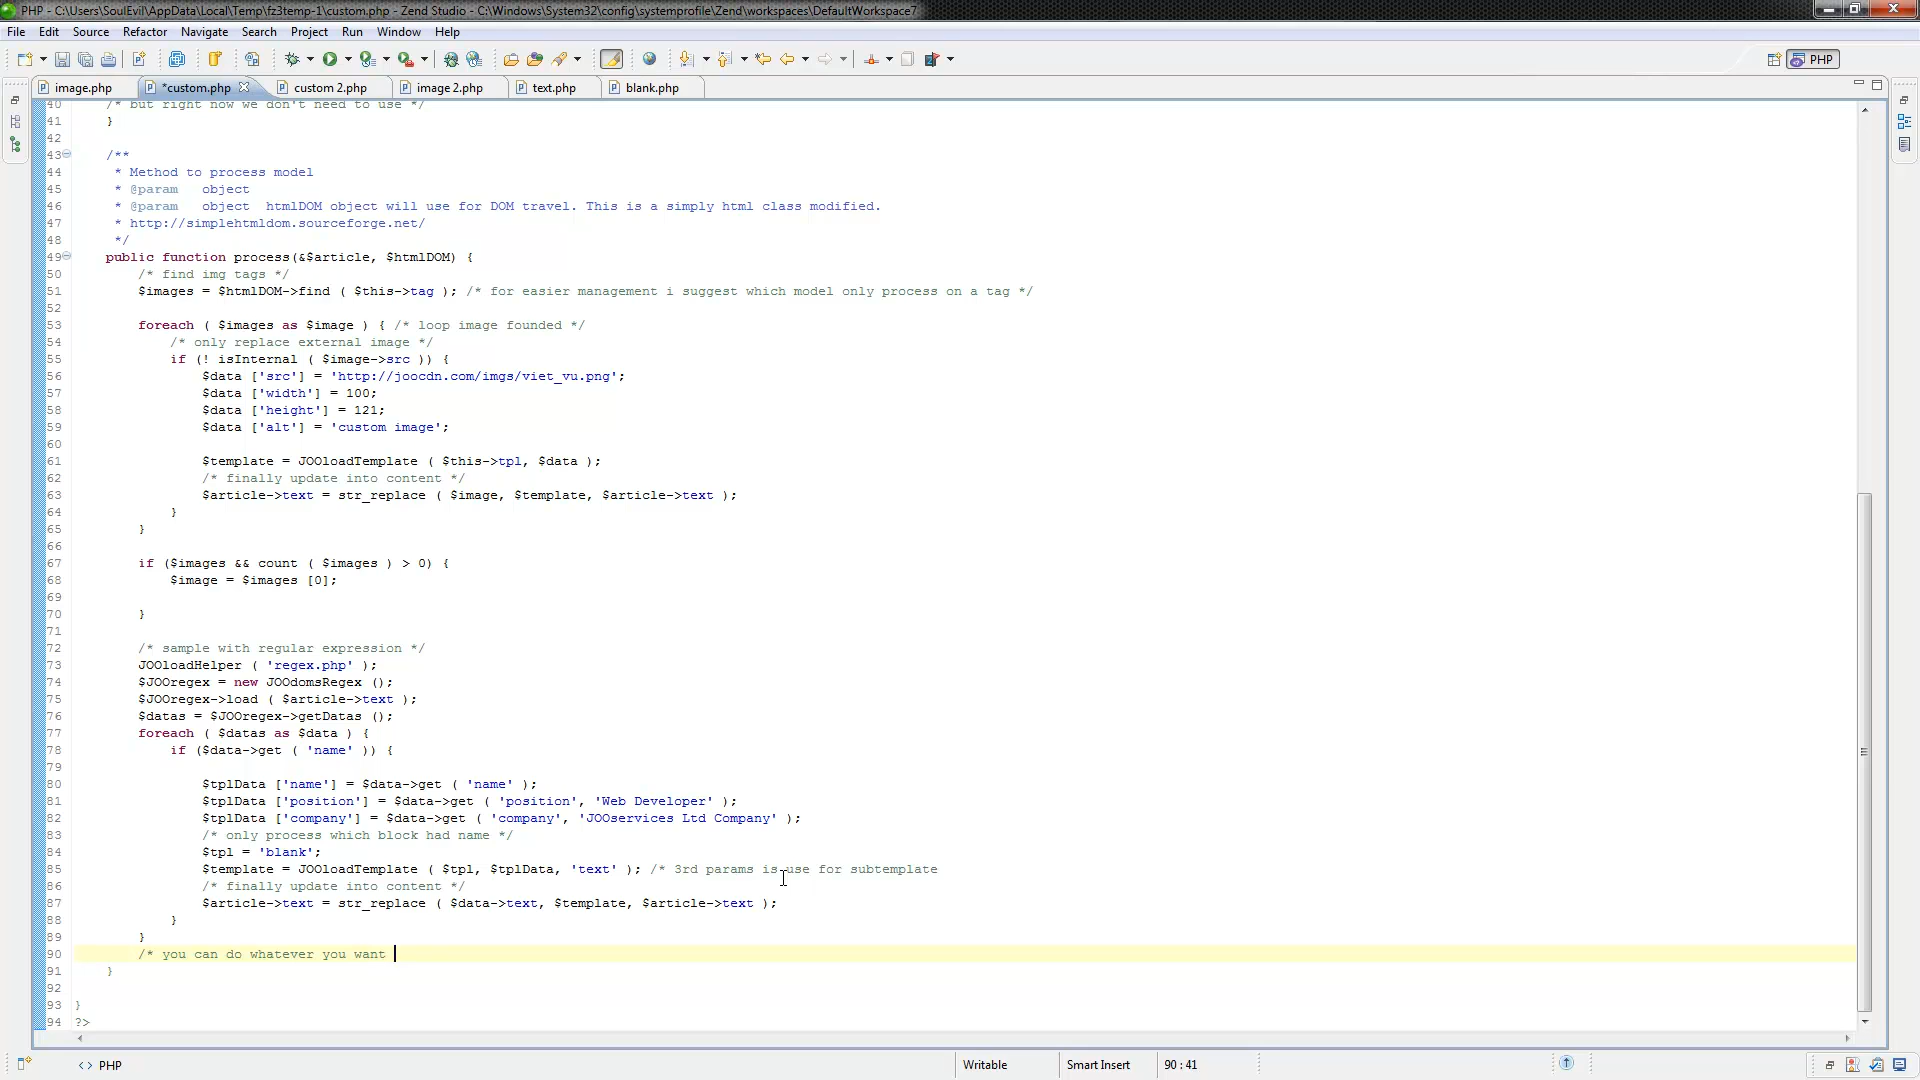 PHP - C:\Users\SoulEvil\AppData\Local\Temp\fz3temp-1\custom.php - Zend Studio - C:\Windows\System32\config\systemprofile\Zend\workspaces\DefaultWorkspace7
File Edit Source Refactor Navigate Search Project Run Window Help
PHP
image.php *custom.php custom 2.php image 2.php text.php blank.php
40 /* but right now we don't need to use */
41 }
42
43 /**
44 * Method to process model
45 * @param object
46 * @param object htmlDOM object will use for DOM travel. This is a simply html class modified.
47 * http://simplehtmldom.sourceforge.net/
48 */
49 public function process(&$article, $htmlDOM) {
50 /* find img tags */
51 $images = $htmlDOM->find ( $this->tag ); /* for easier management i suggest which model only process on a tag */
52
53 foreach ( $images as $image ) { /* loop image founded */
54 /* only replace external image */
55 if (! isInternal ( $image->src )) {
56 $data ['src'] = 'http://joocdn.com/imgs/viet_vu.png';
57 $data ['width'] = 100;
58 $data ['height'] = 121;
59 $data ['alt'] = 'custom image';
60
61 $template = JOOloadTemplate ( $this->tpl, $data );
62 /* finally update into content */
63 $article->text = str_replace ( $image, $template, $article->text );
64 }
65 }
66
67 if ($images && count ( $images ) > 0) {
68 $image = $images [0];
69
70 }
71
72 /* sample with regular expression */
73 JOOloadHelper ( 'regex.php' );
74 $JOOregex = new JOOdomsRegex ();
75 $JOOregex->load ( $article->text );
76 $datas = $JOOregex->getDatas ();
77 foreach ( $datas as $data ) {
78 if ($data->get ( 'name' )) {
79
80 $tplData ['name'] = $data->get ( 'name' );
81 $tplData ['position'] = $data->get ( 'position', 'Web Developer' );
82 $tplData ['company'] = $data->get ( 'company', 'JOOservices Ltd Company' );
83 /* only process which block had name */
84 $tpl = 'blank';
85 $template = JOOloadTemplate ( $tpl, $tplData, 'text' ); /* 3rd params is use for subtemplate
86 /* finally update into content */
87 $article->text = str_replace ( $data->text, $template, $article->text );
88 }
89 }
90 /* you can do whatever you want
91 }
92
93 }
94 ?>
<> PHP Writable Smart Insert 90 : 41